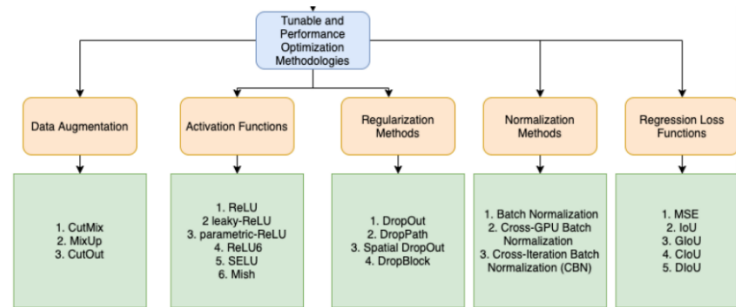 Tunable and
Performance
Optimization
Methodologies
Data Augmentation
Activation Functions
Regularization
Methods
Normalization
Methods
Regression Loss
Functions
1. CutMix
2. MixUp
3. CutOut
1. ReLU
2 leaky-ReLU
3. parametric-ReLU
4. ReLU6
5. SELU
6. Mish
1. DropOut
2. DropPath
3. Spatial DropOut
4. DropBlock
1. Batch Normalization
2. Cross-GPU Batch
Normalization
3. Cross-Iteration Batch
Normalization (CBN)
1. MSE
2. IoU
3. GIoU
4. CIoU
5. DIoU